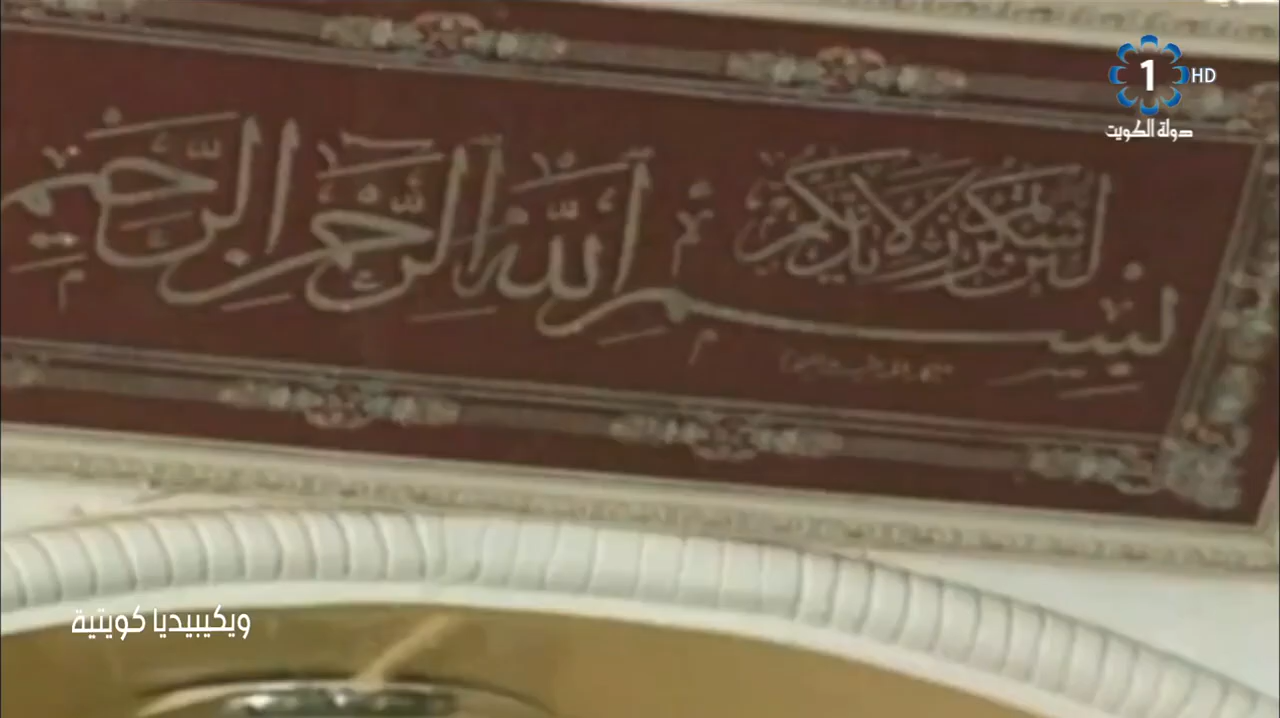 1 HD
دولة الكويت
لئن شكرتم لأزيدنكم
بسم الله الرحمن الرحيم
ويكيبيديا كويتية